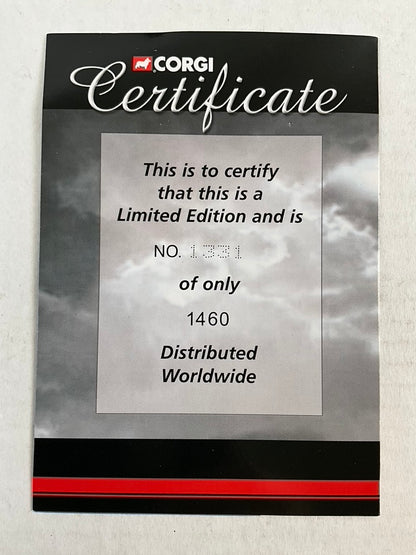 CORGI
Certificate
This is to certify
that this is a
Limited Edition and is
NO. 1331
of only
1460
Distributed
Worldwide